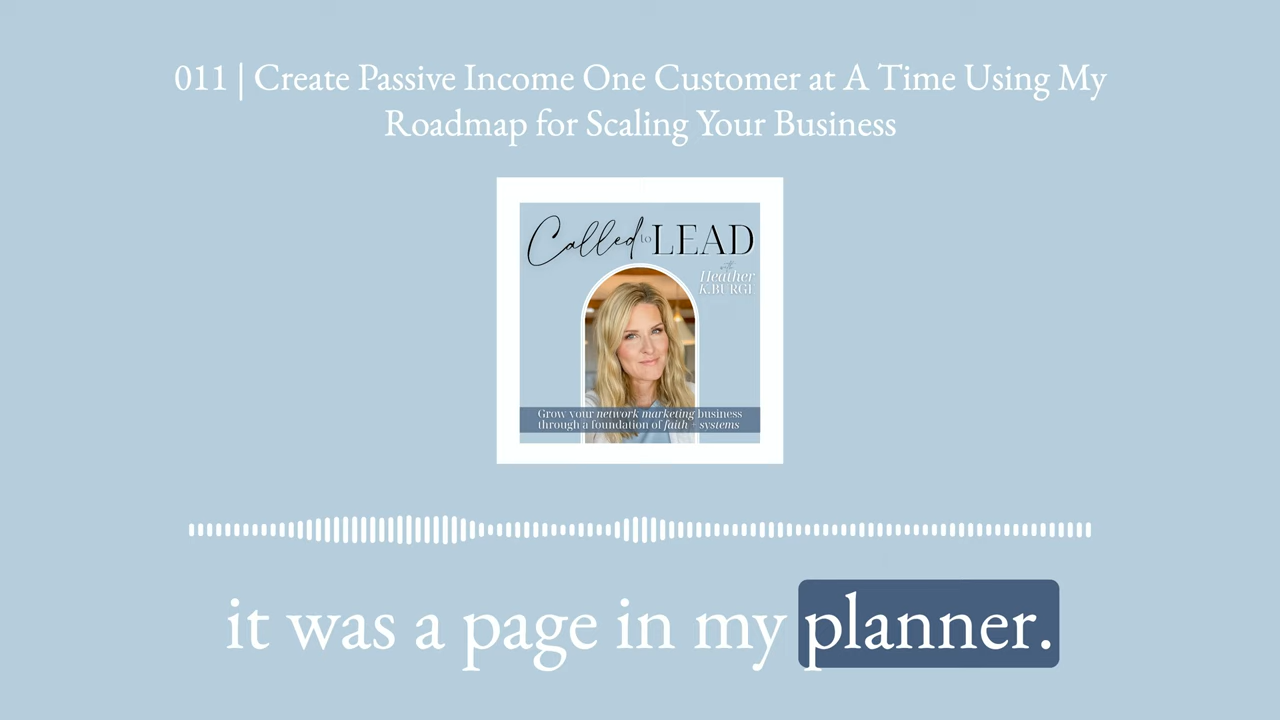 011 | Create Passive Income One Customer at A Time Using My
Roadmap for Scaling Your Business
Called to LEAD
with
Heather
K.BURGE
Grow your network marketing business
through a foundation of faith + systems
it was a page in my planner.